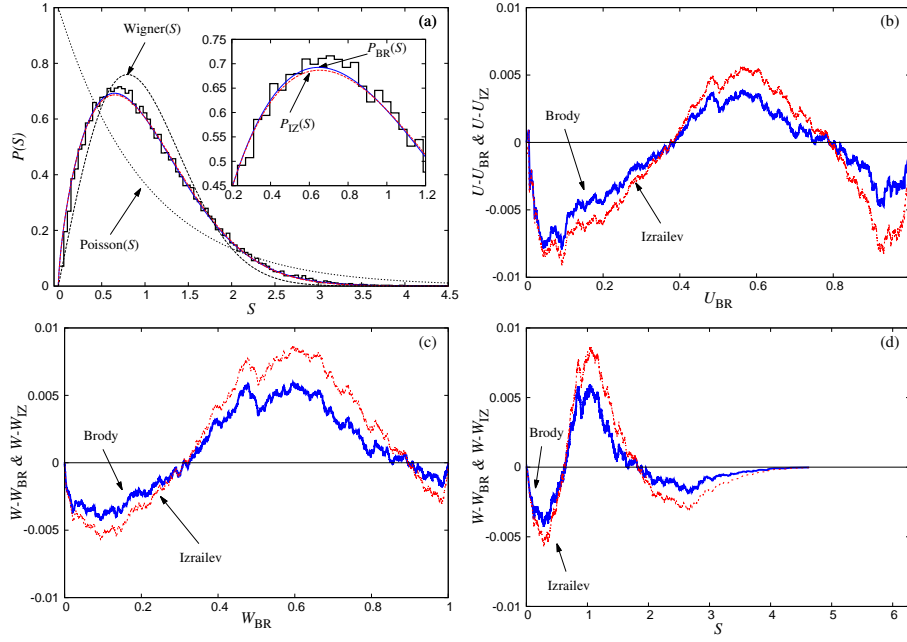 (a)
1
0.8
0.6
0.4
0.2
0
P(S)
0 0.5 1 1.5 2 2.5 3 3.5 4 4.5
S
Wigner(S)
Poisson(S)
0.75
0.7
0.65
0.6
0.55
0.5
0.45
0.2 0.4 0.6 0.8 1 1.2
P_BR(S)
P_IZ(S)
(b)
0.01
0.005
0
-0.005
-0.01
U-U_BR & U-U_IZ
0 0.2 0.4 0.6 0.8
U_BR
Brody
Izrailev
(c)
0.01
0.005
0
-0.005
-0.01
W-W_BR & W-W_IZ
0 0.2 0.4 0.6 0.8 1
W_BR
Brody
Izrailev
(d)
0.01
0.005
0
-0.005
-0.01
W-W_BR & W-W_IZ
0 1 2 3 4 5 6
S
Brody
Izrailev